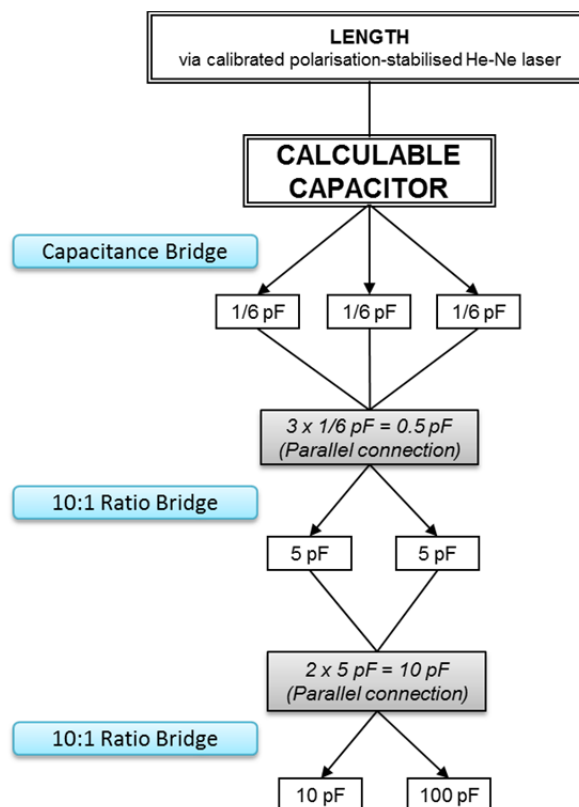 LENGTH
via calibrated polarisation-stabilised He-Ne laser
CALCULABLE
CAPACITOR
Capacitance Bridge
1/6 pF
1/6 pF
1/6 pF
3 x 1/6 pF = 0.5 pF
(Parallel connection)
10:1 Ratio Bridge
5 pF
5 pF
2 x 5 pF = 10 pF
(Parallel connection)
10:1 Ratio Bridge
10 pF
100 pF